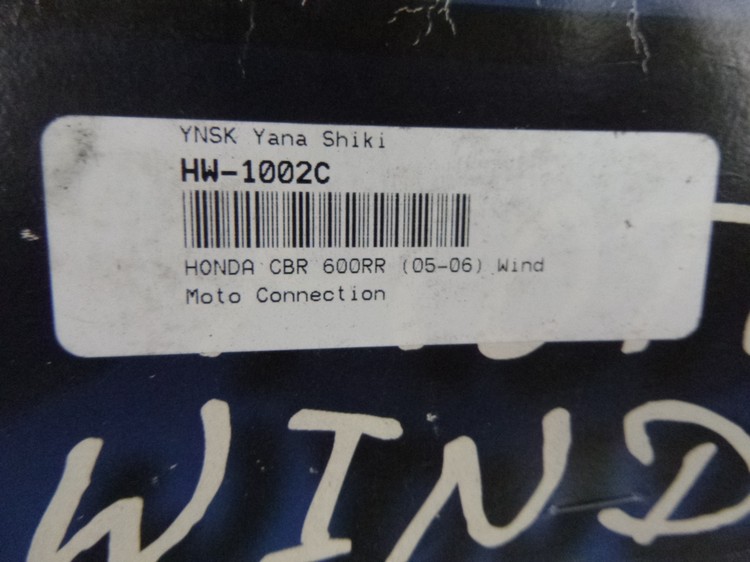 YNSK Yana Shiki
HW-1002C
HONDA CBR 600RR (05-06) Wind
Moto Connection
WIND